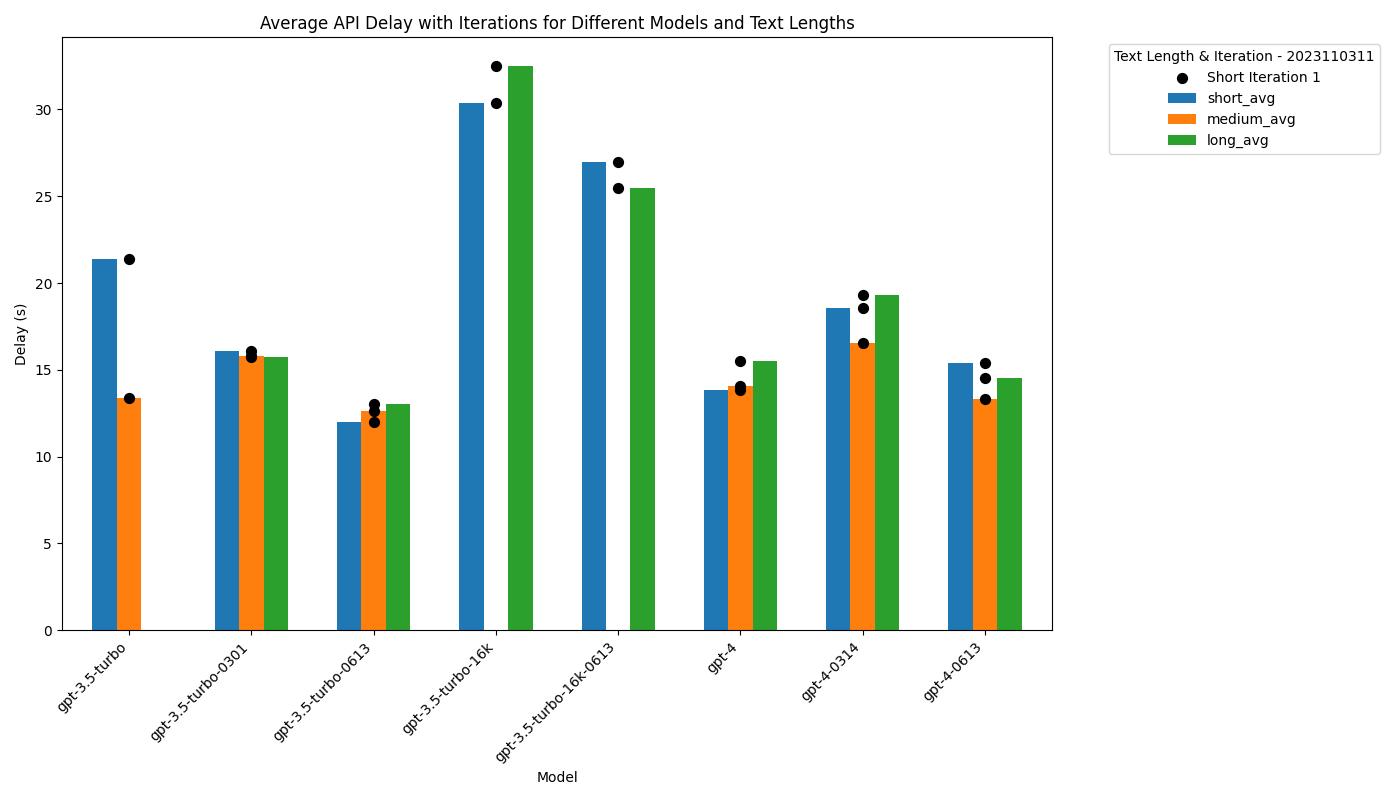 Average API Delay with Iterations for Different Models and Text Lengths
Text Length & Iteration - 2023110311
Short Iteration 1
short_avg
medium_avg
long_avg
Delay (s)
30
25
20
15
10
5
0
gpt-3.5-turbo
gpt-3.5-turbo-0301
gpt-3.5-turbo-0613
gpt-3.5-turbo-16k
gpt-3.5-turbo-16k-0613
gpt-4
gpt-4-0314
gpt-4-0613
Model